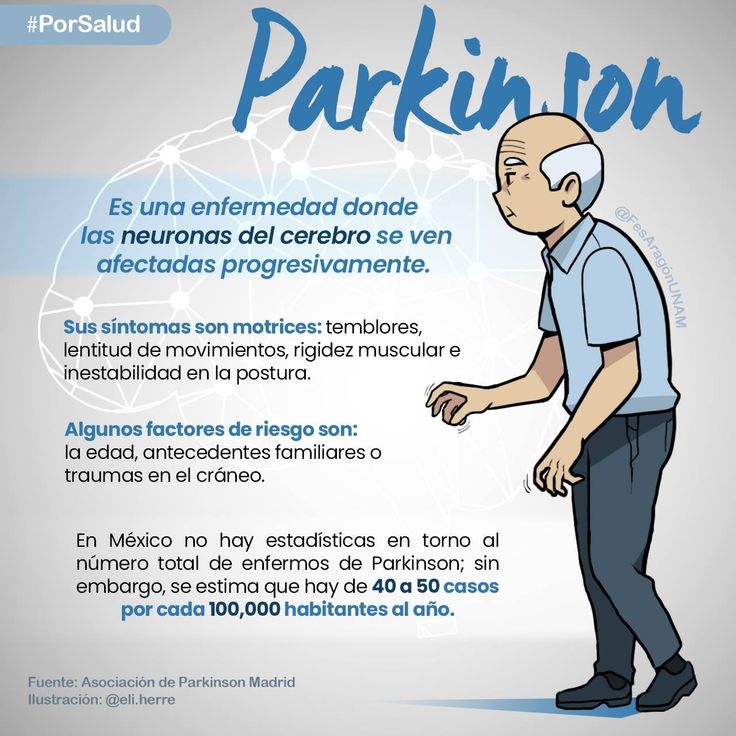 #PorSalud
Parkinson
Es una enfermedad donde
las neuronas del cerebro se ven
afectadas progresivamente.
@FesAragónUNAM
Sus síntomas son motrices: temblores,
lentitud de movimientos, rigidez muscular e
inestabilidad en la postura.
Algunos factores de riesgo son:
la edad, antecedentes familiares o
traumas en el cráneo.
En México no hay estadísticas en torno al
número total de enfermos de Parkinson; sin
embargo, se estima que hay de 40 a 50 casos
por cada 100,000 habitantes al año.
Fuente: Asociación de Parkinson Madrid
Ilustración: @eli.herre